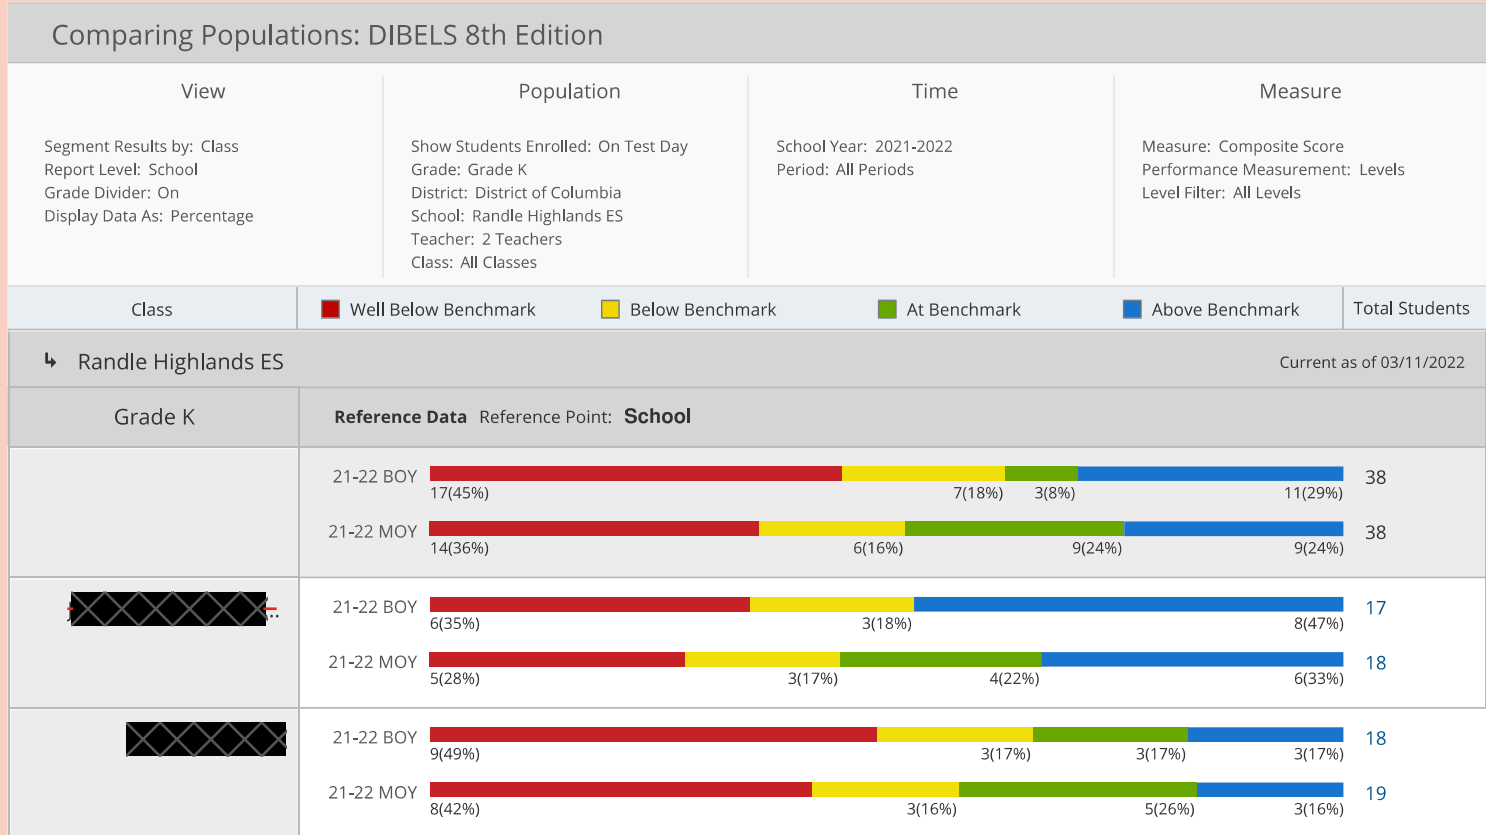 Comparing Populations: DIBELS 8th Edition
View
Segment Results by: Class
Report Level: School
Grade Divider: On
Display Data As: Percentage
Population
Show Students Enrolled: On Test Day
Grade: Grade K
District: District of Columbia
School: Randle Highlands ES
Teacher: 2 Teachers
Class: All Classes
Time
School Year: 2021-2022
Period: All Periods
Measure
Measure: Composite Score
Performance Measurement: Levels
Level Filter: All Levels
Class Well Below Benchmark Below Benchmark At Benchmark Above Benchmark Total Students
Randle Highlands ES Current as of 03/11/2022
Grade K Reference Data Reference Point: School
21-22 BOY 38
17(45%) 7(18%) 3(8%) 11(29%)
21-22 MOY 38
14(36%) 6(16%) 9(24%) 9(24%)
21-22 BOY 17
6(35%) 3(18%) 8(47%)
21-22 MOY 18
5(28%) 3(17%) 4(22%) 6(33%)
21-22 BOY 18
9(49%) 3(17%) 3(17%) 3(17%)
21-22 MOY 19
8(42%) 3(16%) 5(26%) 3(16%)